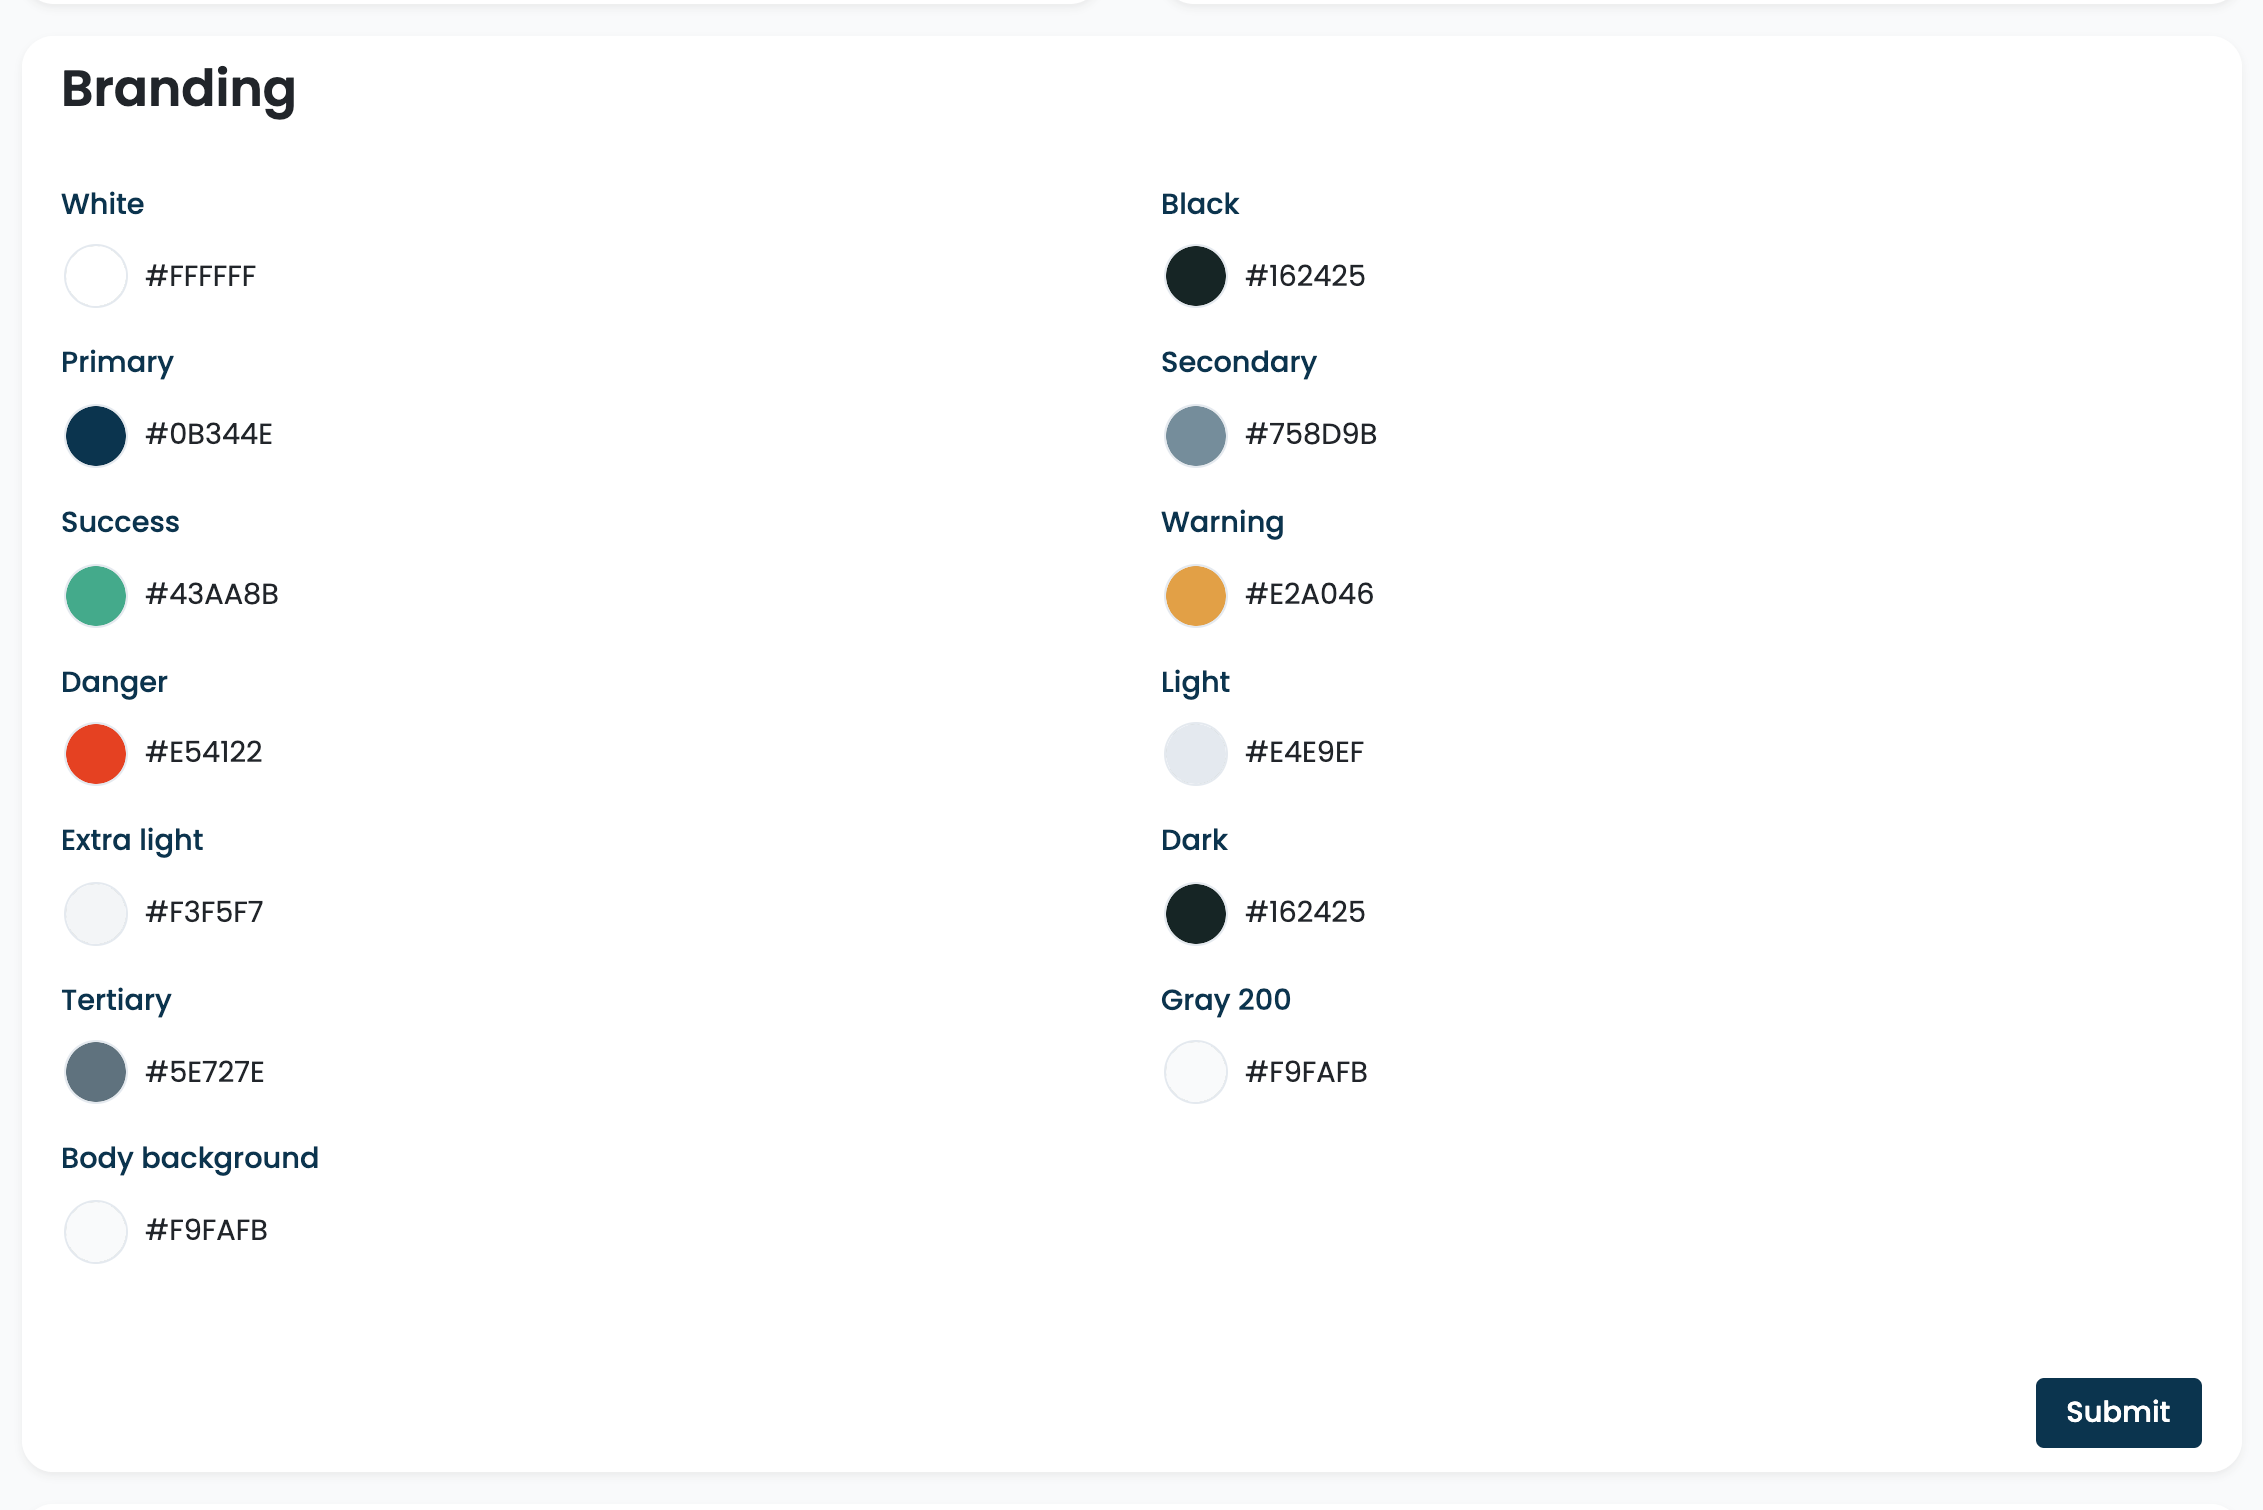 Branding
White
Black
#FFFFFF
#162425
Primary
Secondary
#0B344E
#758D9B
Success
Warning
#43AA8B
#E2A046
Danger
Light
#E54122
#E4E9EF
Extra light
Dark
#F3F5F7
#162425
Tertiary
Gray 200
#5E727E
#F9FAFB
Body background
#F9FAFB
Submit